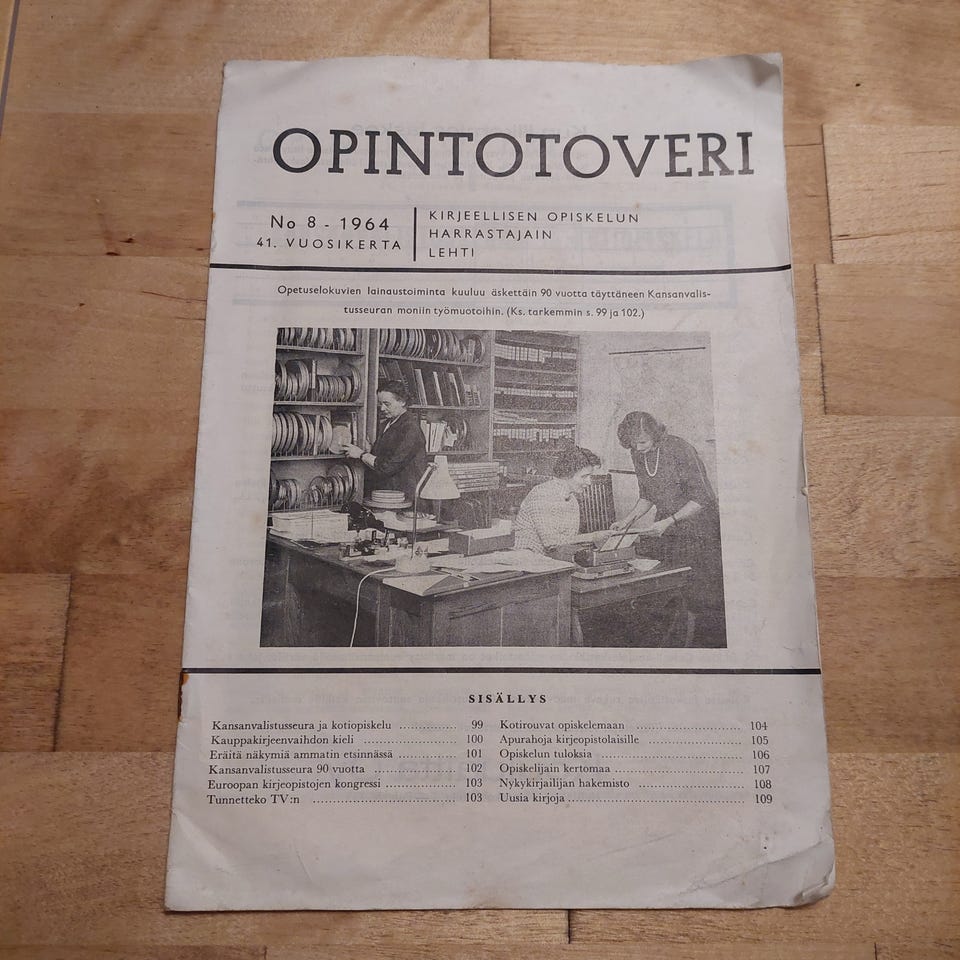 OPINTOTOVERI
No 8 - 1964
41. VUOSIKERTA
KIRJEELLISEN OPISKELUN
HARRASTAJAIN
LEHTI
Opetuselokuvien lainaustoiminta kuuluu äskettäin 90 vuotta täyttäneen Kansanvalis-
tusseuran moniin työmuotoihin. (Ks. tarkemmin s. 99 ja 102.)
SISÄLLYS
Kansanvalistusseura ja kotiopiskelu .............. 99
Kauppakirjeenvaihdon kieli .............. 100
Eräitä näkymiä ammatin etsinnässä .............. 101
Kansanvalistusseura 90 vuotta .............. 102
Euroopan kirjeopistojen kongressi .............. 103
Tunnetteko TV:n .............. 103
Kotirouvat opiskelemaan .............. 104
Apurahoja kirjeopistolaisille .............. 105
Opiskelun tuloksia .............. 106
Opiskelijain kertomaa .............. 107
Nykykirjailijan hakemisto .............. 108
Uusia kirjoja .............. 109